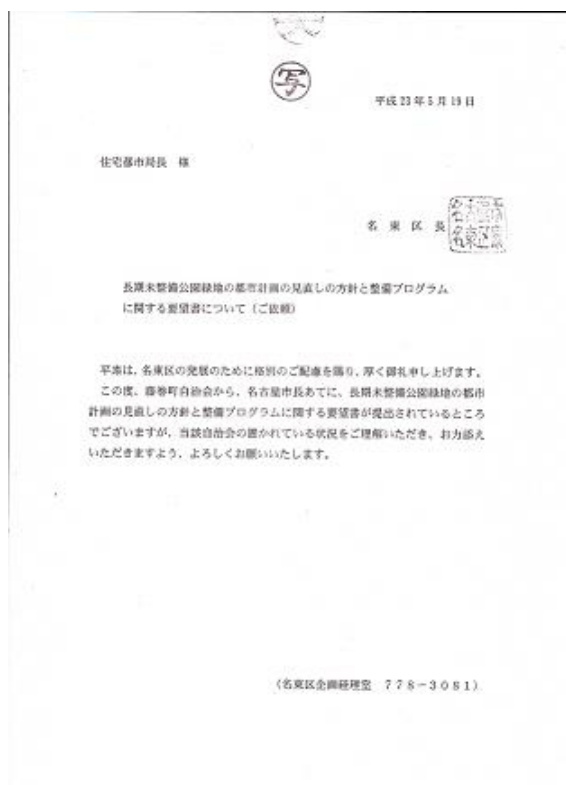 写
平成23年5月19日
住宅都市局長 様
名東区長
長期未整備公園緑地の都市計画の見直しの方針と整備プログラム
に関する要望書について(ご依頼)
平素は、名東区の発展のために格別のご配慮を賜り、厚く御礼申し上げます。
この度、藤巻町自治会から、名古屋市長あてに、長期未整備公園緑地の都市
計画の見直しの方針と整備プログラムに関する要望書が提出されているところ
でございますが、当該自治会の置かれている状況をご理解いただき、お力添え
いただきますよう、よろしくお願いいたします。
(名東区企画経理室 778-3081)